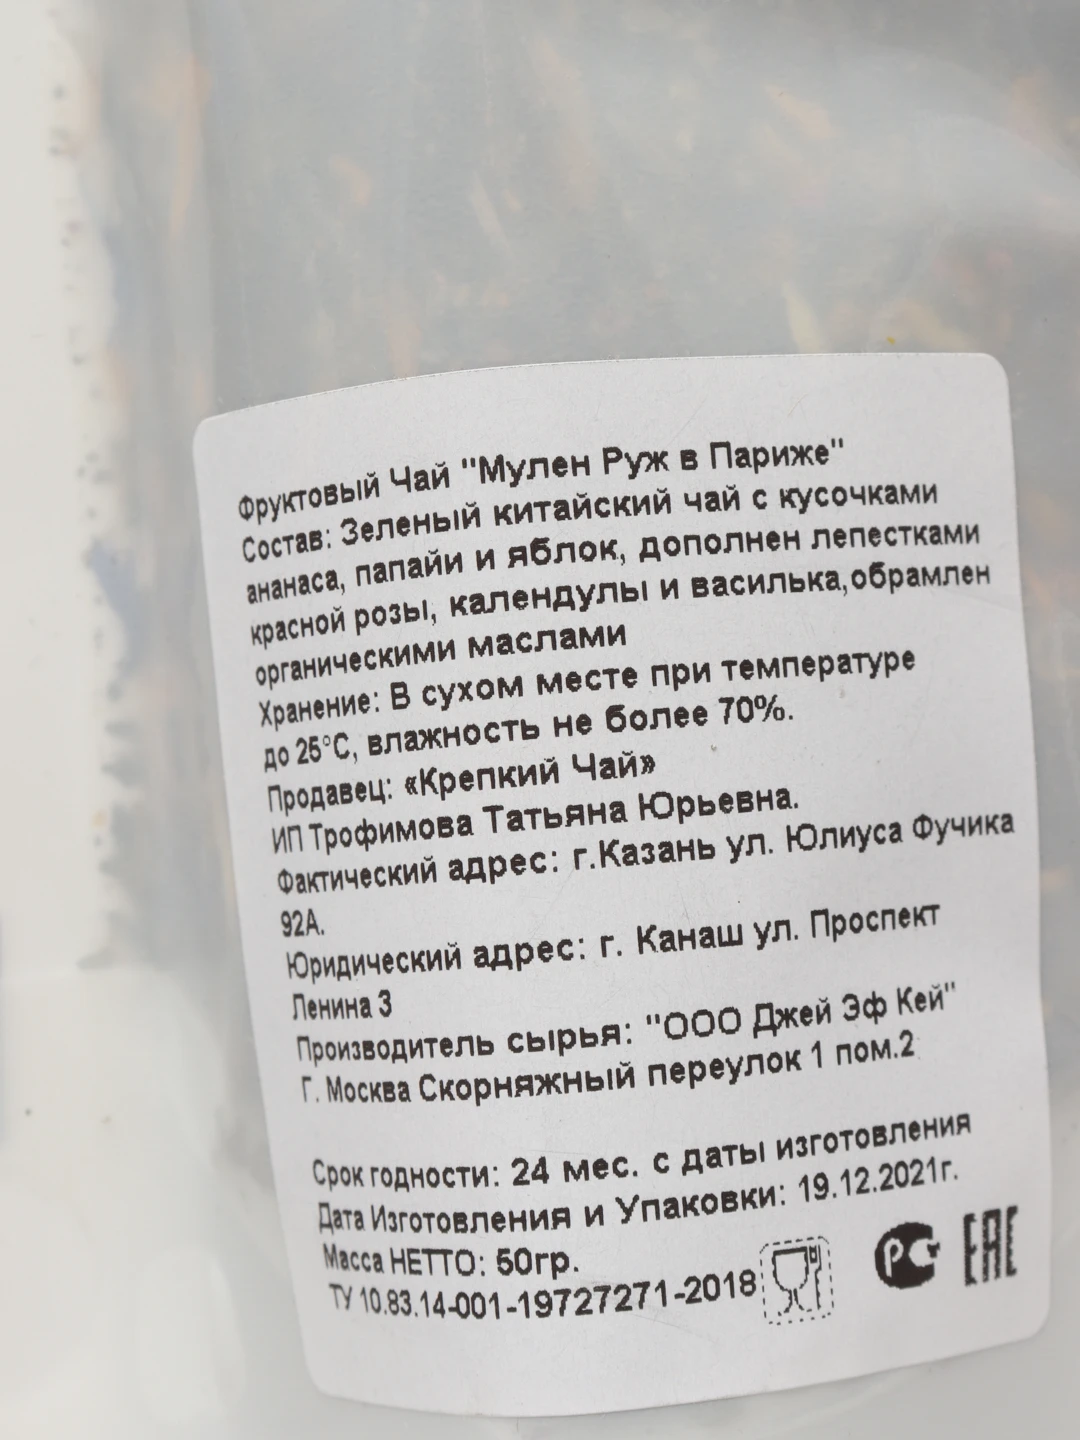 Фруктовый Чай "Мулен Руж в Париже"
Состав: Зеленый китайский чай с кусочками
ананаса, папайи и яблок, дополнен лепестками
красной розы, календулы и василька,обрамлен
органическими маслами
Хранение: В сухом месте при температуре
до 25°С, влажность не более 70%.
Продавец: «Крепкий Чай»
ИП Трофимова Татьяна Юрьевна.
Фактический адрес: г.Казань ул. Юлиуса Фучика
92А.
Юридический адрес: г. Канаш ул. Проспект
Ленина 3
Производитель сырья: "ООО Джей Эф Кей"
Г. Москва Скорняжный переулок 1 пом.2
Срок годности: 24 мес. с даты изготовления
Дата Изготовления и Упаковки: 19.12.2021г.
Масса НЕТТО: 50гр.
ТУ 10.83.14-001-19727271-2018
РСТ EAC